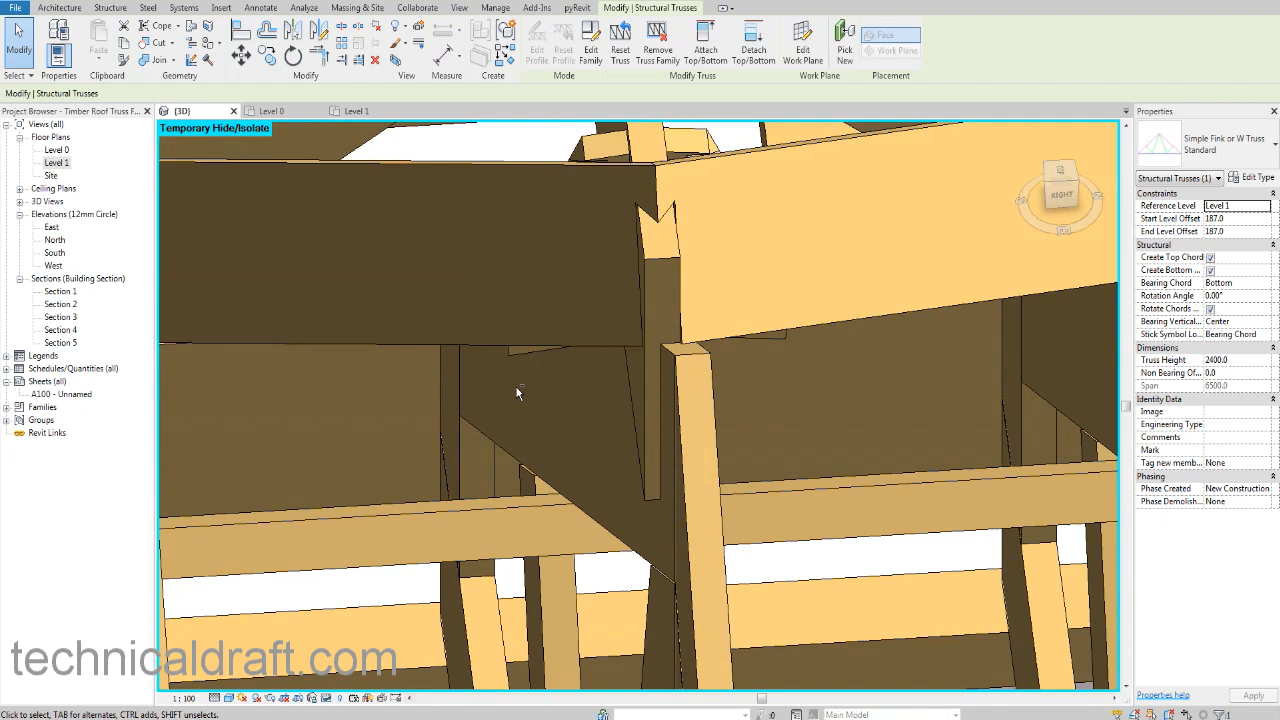 File Architecture Structure Steel Systems Insert Annotate Analyze Massing & Site Collaborate View Manage Add-Ins pyRevit Modify | Structural Trusses
Modify
Properties
Paste
Cope
Cut
Join
Edit Profile
Reset Profile
Edit Family
Reset Truss
Remove Truss Family
Attach Top/Bottom
Detach Top/Bottom
Edit Work Plane
Pick New
Face
Work Plane
Select Properties Clipboard Geometry Modify View Measure Create Mode Modify Truss Work Plane Placement
Modify | Structural Trusses
Project Browser - Timber Roof Truss F...
Views (all)
Floor Plans
Level 0
Level 1
Site
Ceiling Plans
3D Views
Elevations (12mm Circle)
East
North
South
West
Sections (Building Section)
Section 1
Section 2
Section 3
Section 4
Section 5
Legends
Schedules/Quantities (all)
Sheets (all)
A100 - Unnamed
Families
Groups
Revit Links
{3D} Level 0 Level 1
Temporary Hide/Isolate
RIGHT
Properties
Simple Fink or W Truss
Standard
Structural Trusses (1) Edit Type
Constraints
Reference Level Level 1
Start Level Offset 187.0
End Level Offset 187.0
Structural
Create Top Chord
Create Bottom ...
Bearing Chord Bottom
Rotation Angle 0.00°
Rotate Chords ...
Bearing Vertical... Center
Stick Symbol Lo... Bearing Chord
Dimensions
Truss Height 2400.0
Non Bearing Of... 0.0
Span 6500.0
Identity Data
Image
Engineering Type
Comments
Mark
Tag new memb... None
Phasing
Phase Created New Construction
Phase Demolish... None
Properties help Apply
technicaldraft.com
1 : 100
Click to select, TAB for alternates, CTRL adds, SHIFT unselects.
:0
Main Model
:1